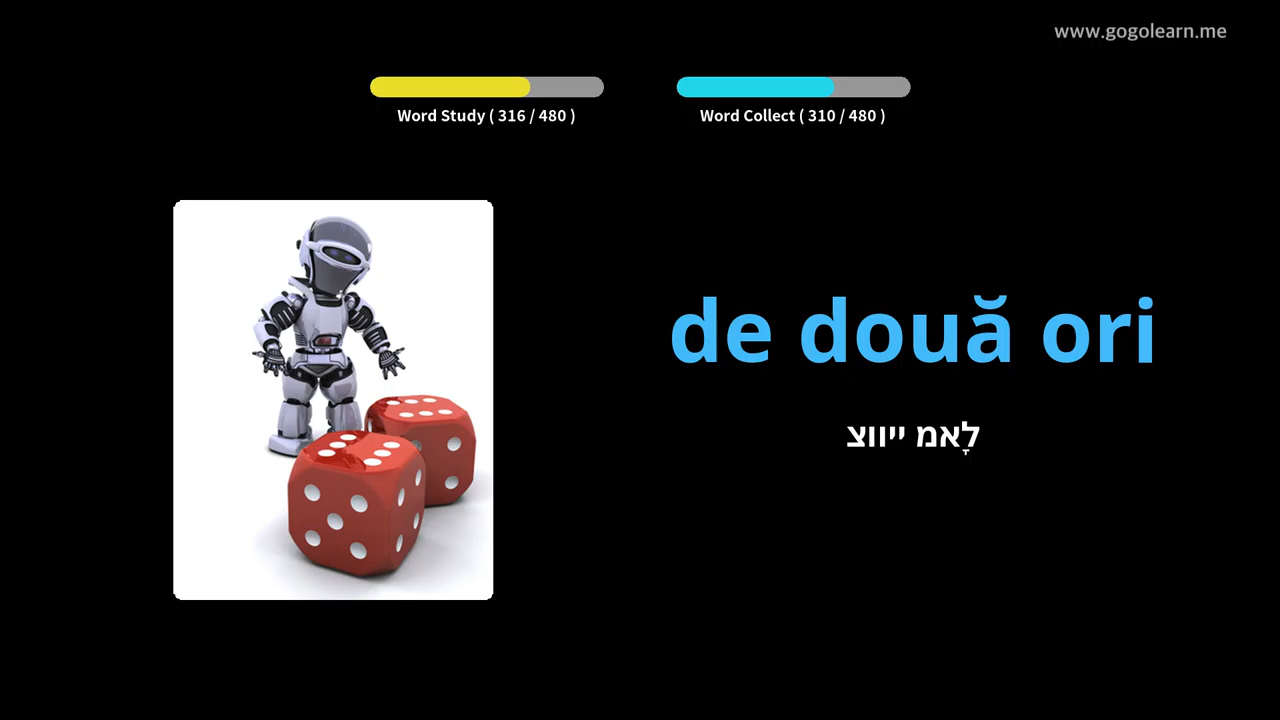 www.gogolearn.me
Word Study ( 316 / 480 )
Word Collect ( 310 / 480 )
de două ori
לָאמ ייווצ